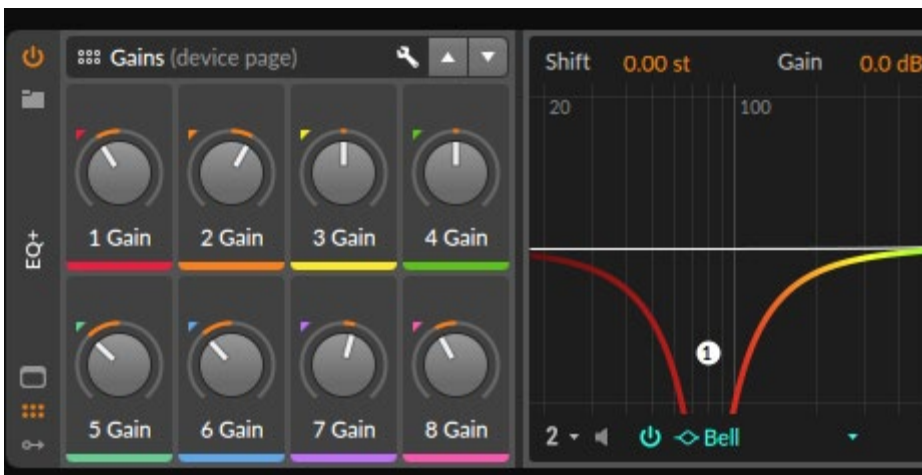 Gains (device page)
Shift 0.00 st Gain 0.0 dB
20 100
EQ+
1 Gain 2 Gain 3 Gain 4 Gain
1
5 Gain 6 Gain 7 Gain 8 Gain
2 Bell